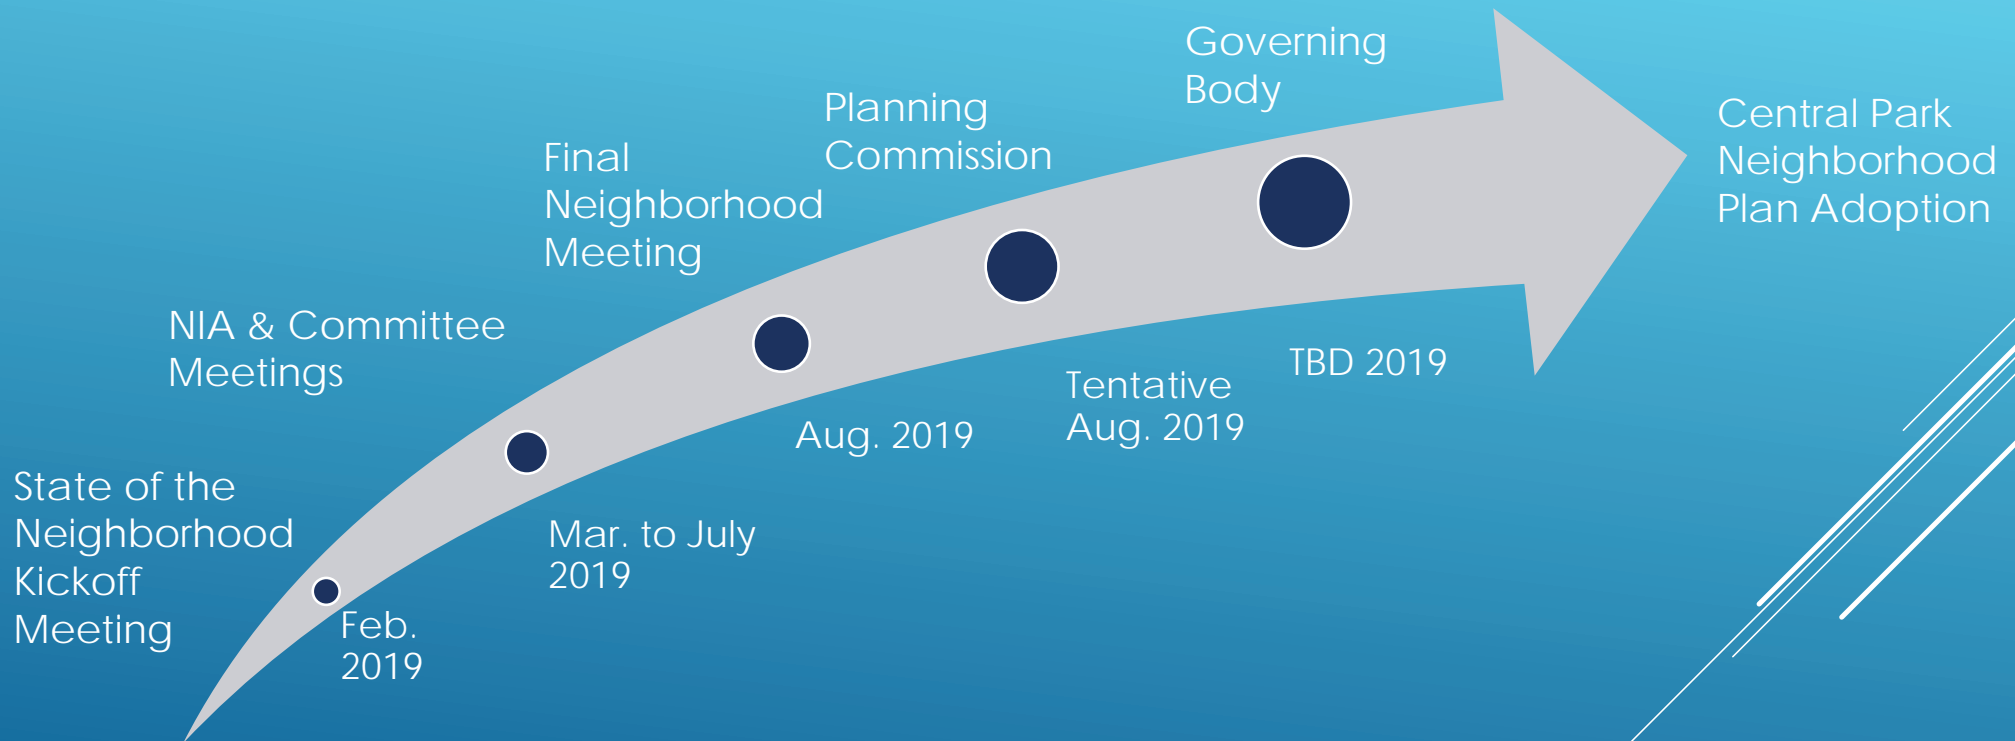 State of the
Neighborhood
Kickoff
Meeting
Feb.
2019
NIA & Committee
Meetings
Mar. to July
2019
Final
Neighborhood
Meeting
Aug. 2019
Planning
Commission
Tentative
Aug. 2019
Governing
Body
TBD 2019
Central Park
Neighborhood
Plan Adoption